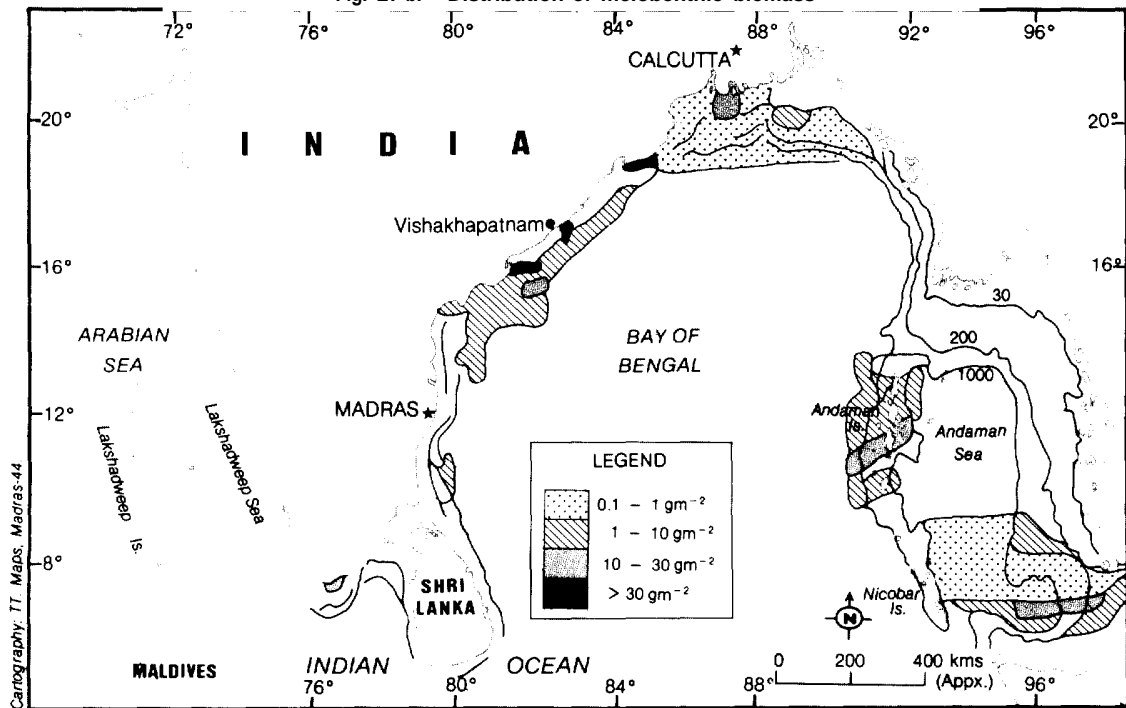 72°
76°
80°
84°
88°
92°
96°
CALCUTTA
20°
20°
INDIA
Vishakhapatnam
16°
16°
30
ARABIAN
SEA
BAY OF
BENGAL
200
1000
MADRAS
12°
12°
Andaman
Is.
Andaman
Sea
Lakshadweep
Is.
Lakshadweep Sea
LEGEND
0.1 – 1 gm⁻²
1 – 10 gm⁻²
10 – 30 gm⁻²
> 30 gm⁻²
8°
8°
SHRI
LANKA
Nicobar
Is.
N
MALDIVES
INDIAN OCEAN
0 200 400 kms
(Appx.)
76°
80°
84°
88°
96°
Cartography: TT. Maps, Madras-44